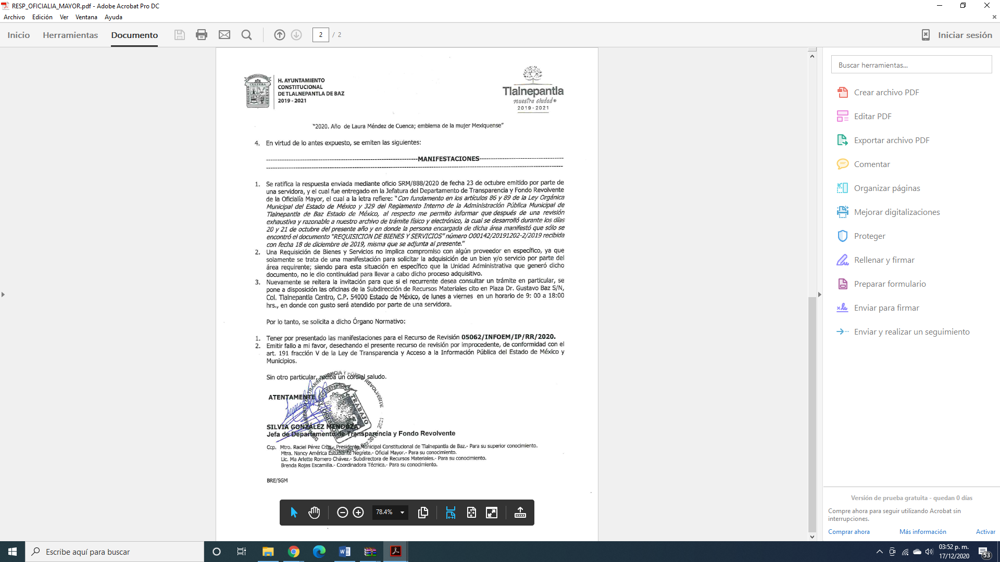 RESP_OFICIALIA_MAYOR.pdf - Adobe Acrobat Pro DC
Archivo Edición Ver Ventana Ayuda
Inicio Herramientas Documento 2 / 2 Iniciar sesión
H. AYUNTAMIENTO
CONSTITUCIONAL
DE TLALNEPANTLA DE BAZ
2019 - 2021
CULTURA
PROGRESO
TRABAJO
Tlalnepantla
nuestra ciudad®
2019 - 2021
"2020. Año de Laura Méndez de Cuenca; emblema de la mujer Mexiquense"
4. En virtud de lo antes expuesto, se emiten las siguientes:
MANIFESTACIONES
1. Se ratifica la respuesta enviada mediante oficio SRM/888/2020 de fecha 23 de octubre emitido por parte de
una servidora, y el cual fue entregado en la Jefatura del Departamento de Transparencia y Fondo Revolvente
de la Oficialía Mayor, el cual a la letra refiere: "Con fundamento en los artículos 86 y 89 de la Ley Orgánica
Municipal del Estado de México y 329 del Reglamento Interno de la Administración Pública Municipal de
Tlalnepantla de Baz Estado de México, al respecto me permito informar que después de una revisión
exhaustiva y razonable a nuestro archivo de trámite físico y electrónico, la cual se desarrolló durante los días
20 y 21 de octubre del presente año y en donde la persona encargada de dicha área manifestó que sólo se
encontró el documento "REQUISICION DE BIENES Y SERVICIOS" número O00142/20191202-2/2019 recibida
con fecha 18 de diciembre de 2019, misma que se adjunta al presente."
2. Una Requisición de Bienes y Servicios no implica compromiso con algún proveedor en específico, ya que
solamente se trata de una manifestación para solicitar la adquisición de un bien y/o servicio por parte del
área requirente; siendo para esta situación en específico que la Unidad Administrativa que generó dicho
documento, no le dio continuidad para llevar a cabo dicho proceso adquisitivo.
3. Nuevamente se reitera la invitación para que si el recurrente desea consultar un trámite en particular, se
pone a disposición las oficinas de la Subdirección de Recursos Materiales cito en Plaza Dr. Gustavo Baz S/N,
Col. Tlalnepantla Centro, C.P. 54000 Estado de México, de lunes a viernes en un horario de 9: 00 a 18:00
hrs., en donde con gusto será atendido por parte de una servidora.
Por lo tanto, se solicita a dicho Órgano Normativo:
1. Tener por presentado las manifestaciones para el Recurso de Revisión 05062/INFOEM/IP/RR/2020.
2. Emitir fallo a mi favor, desechando el presente recurso de revisión por improcedente, de conformidad con el
art. 191 fracción V de la Ley de Transparencia y Acceso a la Información Pública del Estado de México y
Municipios.
Sin otro particular, reciba un cordial saludo.
ATENTAMENTE
SILVIA GONZÁLEZ MENDOZA
Jefa de Departamento de Transparencia y Fondo Revolvente
Ccp. Mtro. Raciel Pérez Cruz.- Presidente Municipal Constitucional de Tlalnepantla de Baz.- Para su superior conocimiento.
Mtra. Nancy América Estudiante Negrete.- Oficial Mayor.- Para su conocimiento.
Lic. Ma Arlette Romero Chávez.- Subdirectora de Recursos Materiales.- Para su conocimiento.
Brenda Rojas Escamilla.- Coordinadora Técnica.- Para su conocimiento.
BRE/SGM
78.4%
Buscar herramientas...
Crear archivo PDF
Editar PDF
Exportar archivo PDF
Comentar
Organizar páginas
Mejorar digitalizaciones
Proteger
Rellenar y firmar
Preparar formulario
Enviar para firmar
Enviar y realizar un seguimiento
Versión de prueba gratuita - quedan 0 días
Compre ahora para seguir utilizando Acrobat sin
interrupciones.
Comprar ahora Más información Activar
Escribe aquí para buscar
03:52 p. m.
17/12/2020
53